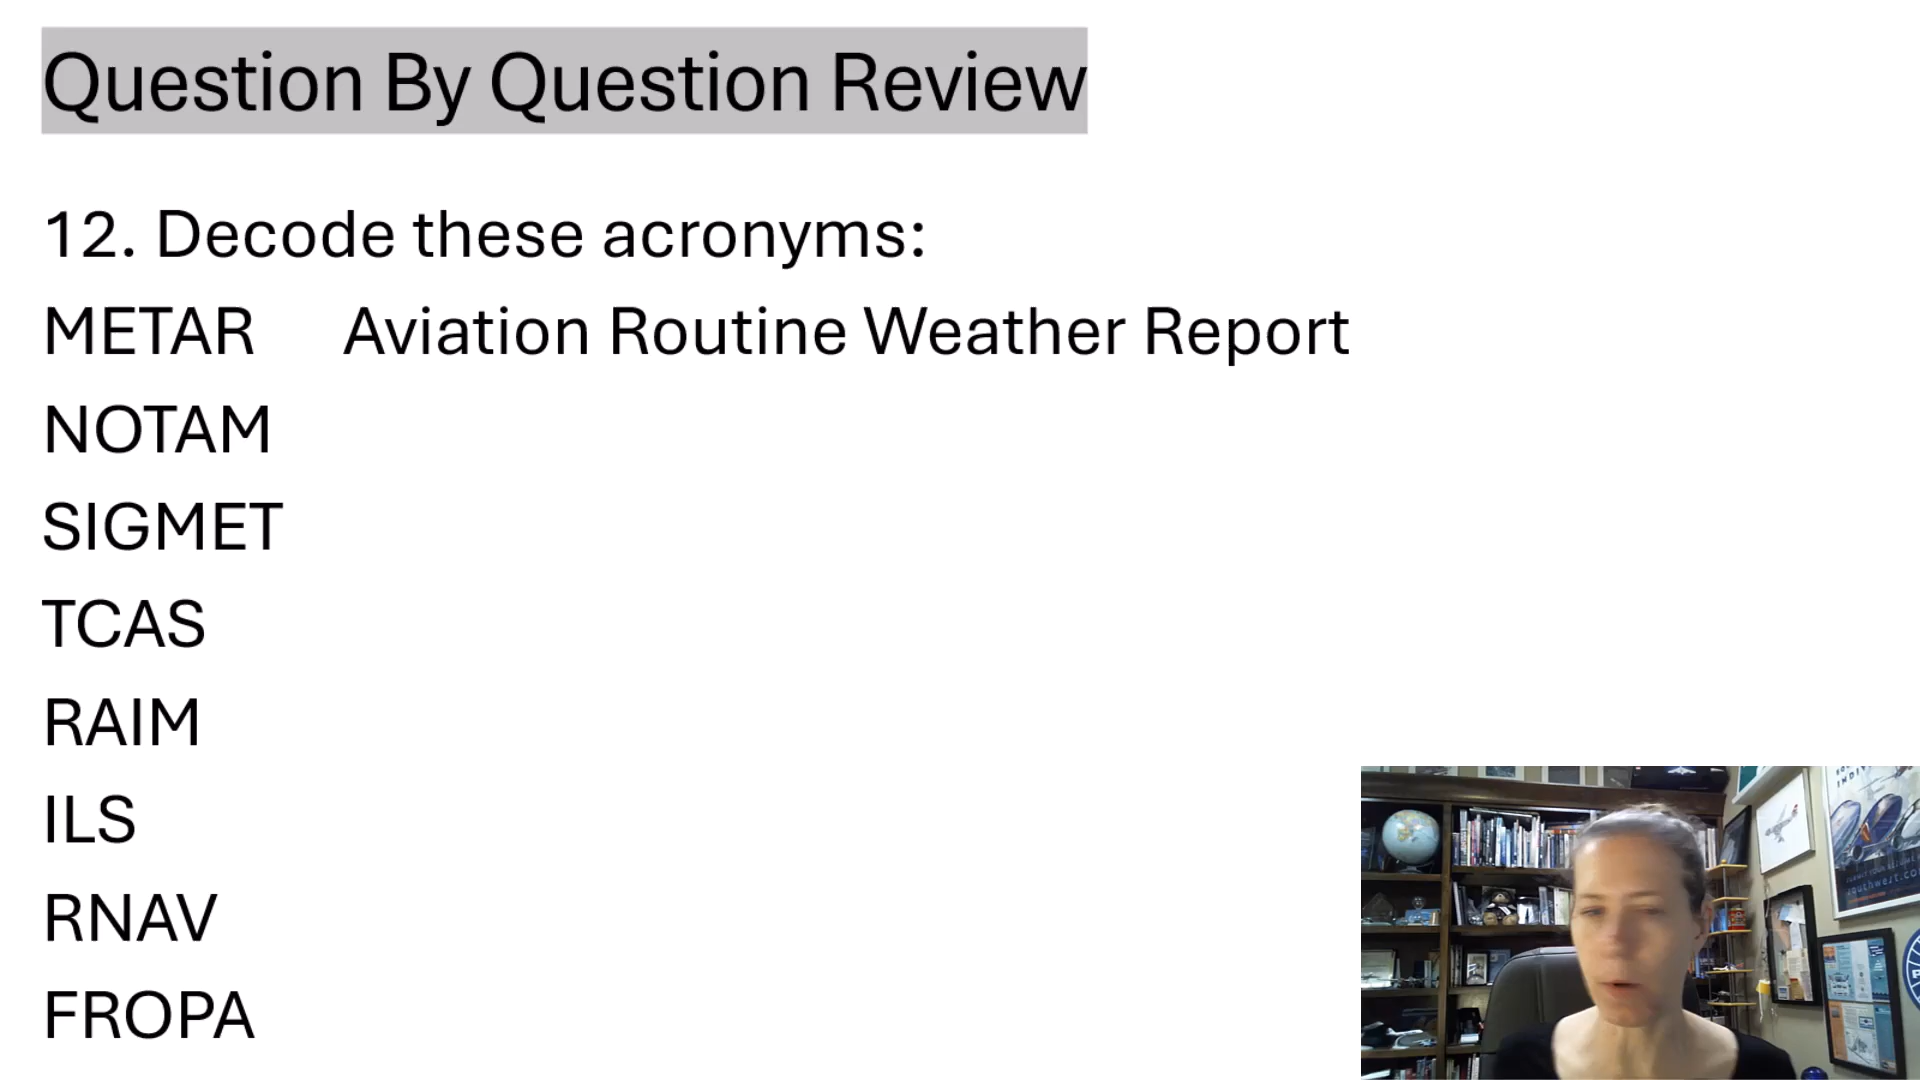 Question By Question Review
12. Decode these acronyms:
METAR Aviation Routine Weather Report
NOTAM
SIGMET
TCAS
RAIM
ILS
RNAV
FROPA